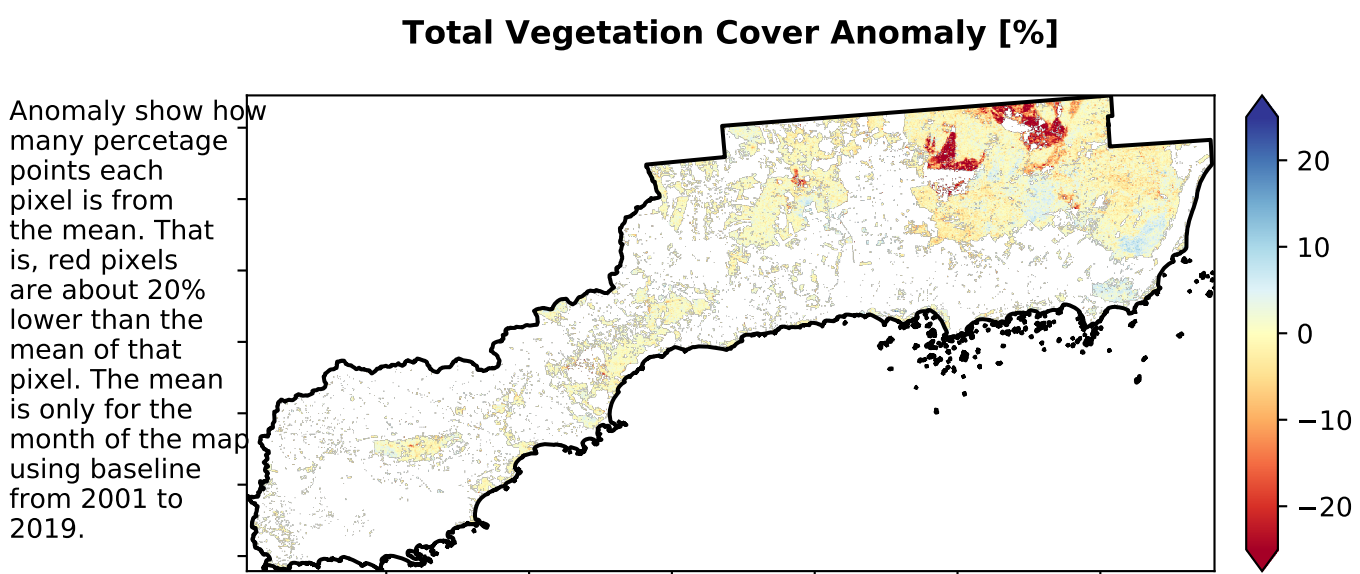 Total Vegetation Cover Anomaly [%]
Anomaly show how
many percetage
points each
pixel is from
the mean. That
is, red pixels
are about 20%
lower than the
mean of that
pixel. The mean
is only for the
month of the map
using baseline
from 2001 to
2019.
20
10
0
−10
−20